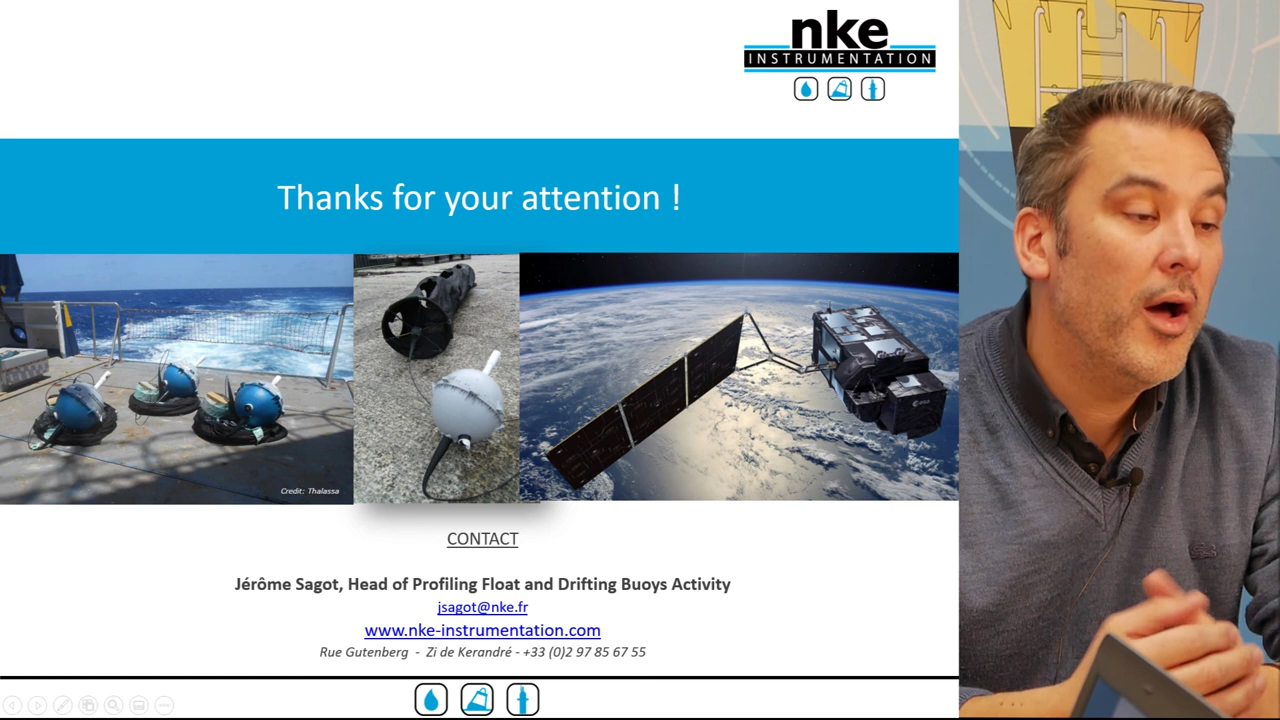 nke
INSTRUMENTATION
Thanks for your attention !
Credit: Thalassa
CONTACT
Jérôme Sagot, Head of Profiling Float and Drifting Buoys Activity
jsagot@nke.fr
www.nke-instrumentation.com
Rue Gutenberg - Zi de Kerandré - +33 (0)2 97 85 67 55